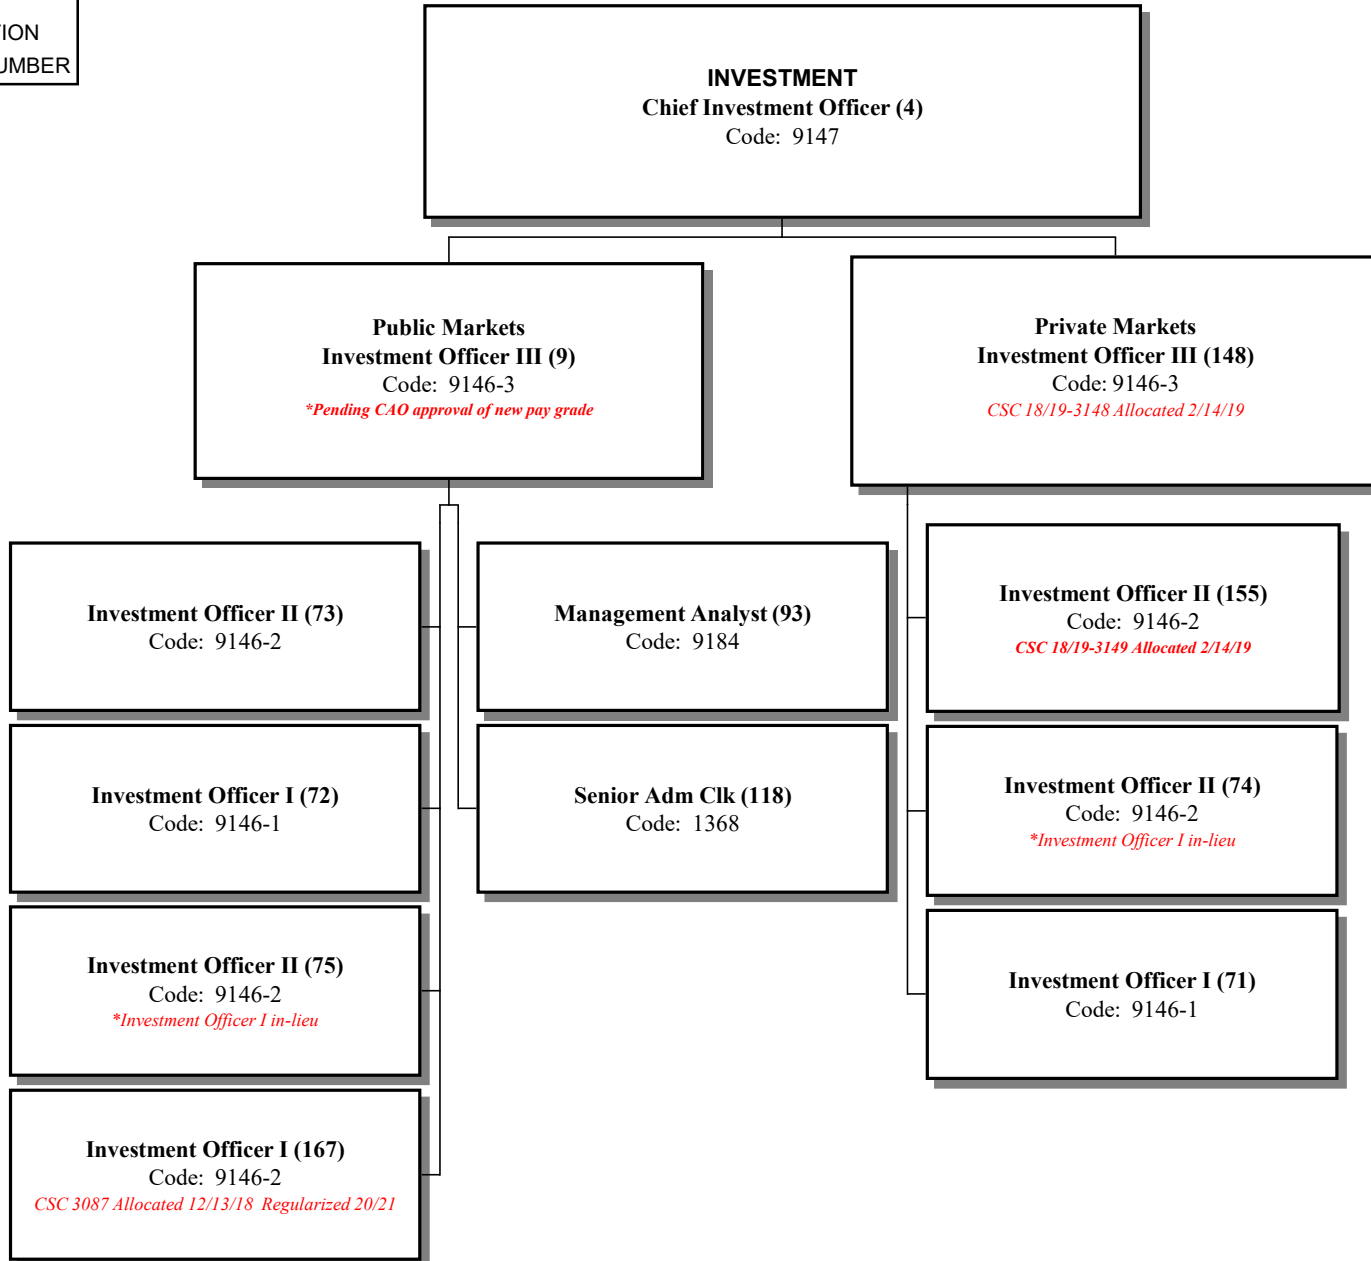 INVESTMENT
Chief Investment Officer (4)
Code: 9147
Public Markets
Investment Officer III (9)
Code: 9146-3
*Pending CAO approval of new pay grade
Private Markets
Investment Officer III (148)
Code: 9146-3
CSC 18/19-3148 Allocated 2/14/19
Investment Officer II (73)
Code: 9146-2
Investment Officer I (72)
Code: 9146-1
Investment Officer II (75)
Code: 9146-2
*Investment Officer I in-lieu
Investment Officer I (167)
Code: 9146-2
CSC 3087 Allocated 12/13/18 Regularized 20/21
Management Analyst (93)
Code: 9184
Senior Adm Clk (118)
Code: 1368
Investment Officer II (155)
Code: 9146-2
CSC 18/19-3149 Allocated 2/14/19
Investment Officer II (74)
Code: 9146-2
*Investment Officer I in-lieu
Investment Officer I (71)
Code: 9146-1